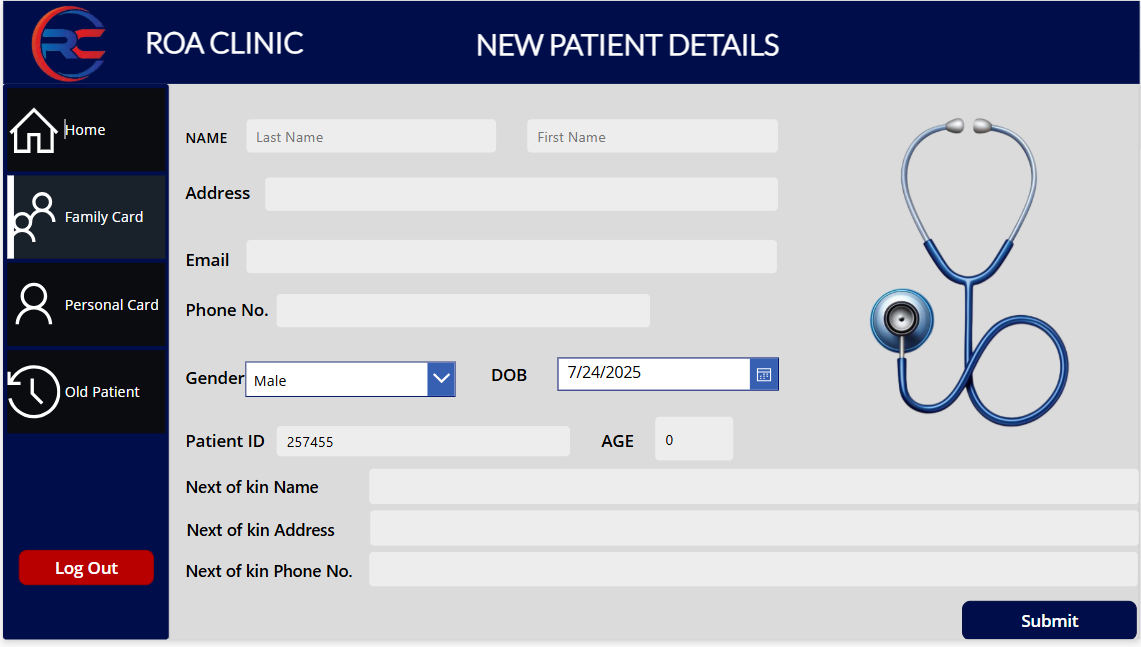 RC
ROA CLINIC
NEW PATIENT DETAILS
Home
Family Card
Personal Card
Old Patient
Log Out
NAME Last Name First Name
Address
Email
Phone No.
Gender Male DOB 7/24/2025
Patient ID 257455 AGE 0
Next of kin Name
Next of kin Address
Next of kin Phone No.
Submit